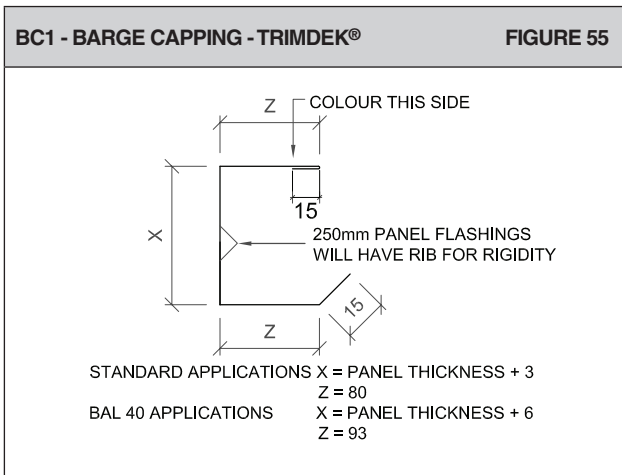 BC1 - BARGE CAPPING - TRIMDEK® FIGURE 55
Z
COLOUR THIS SIDE
15
X
250mm PANEL FLASHINGS
WILL HAVE RIB FOR RIGIDITY
15
Z
STANDARD APPLICATIONS X = PANEL THICKNESS + 3
Z = 80
BAL 40 APPLICATIONS X = PANEL THICKNESS + 6
Z = 93